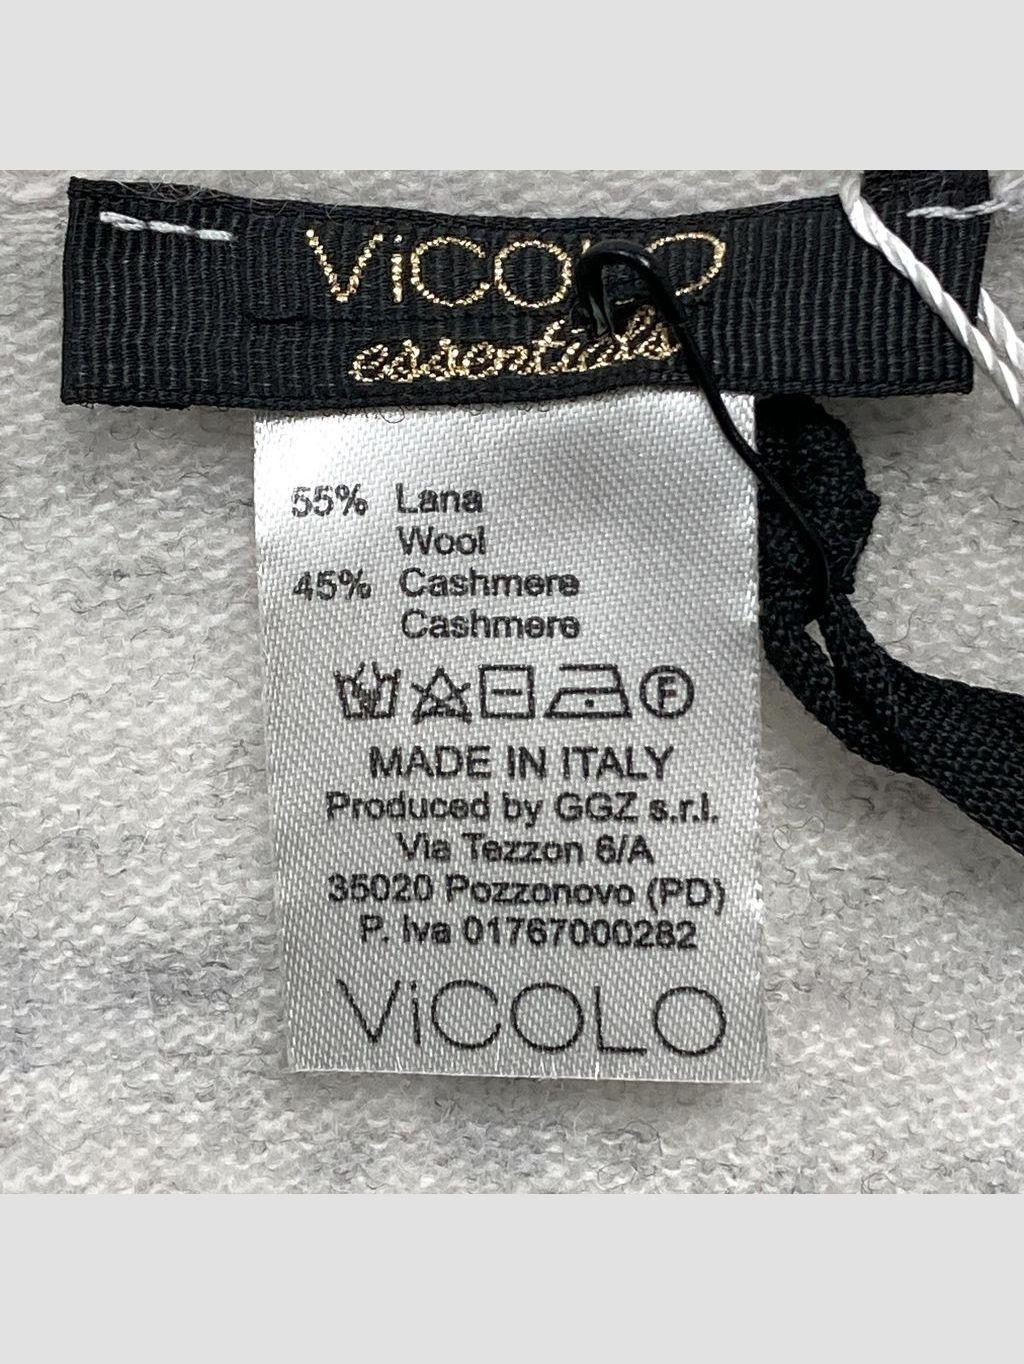 ViCOLO
essentials
55% Lana
Wool
45% Cashmere
Cashmere
F
MADE IN ITALY
Produced by GGZ s.r.l.
Via Tezzon 6/A
35020 Pozzonovo (PD)
P. Iva 01767000282
ViCOLO